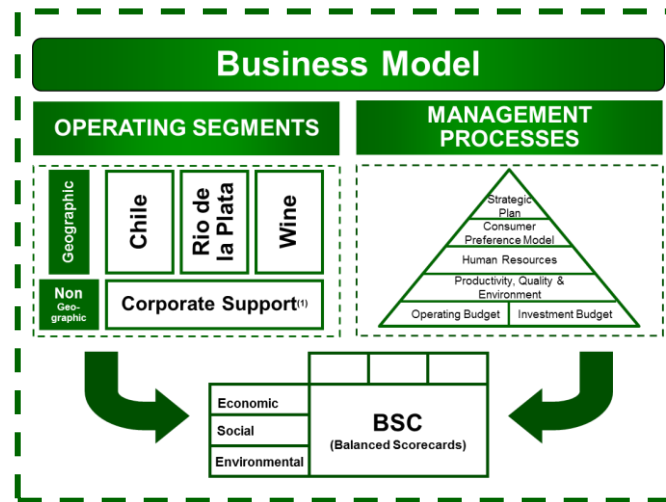 Business Model
OPERATING SEGMENTS
MANAGEMENT
PROCESSES
Geographic
Chile
Rio de
la Plata
Wine
Non
Geo-
graphic
Corporate Support(1)
Strategic
Plan
Consumer
Preference Model
Human Resources
Productivity, Quality &
Environment
Operating Budget
Investment Budget
Economic
Social
Environmental
BSC
(Balanced Scorecards)